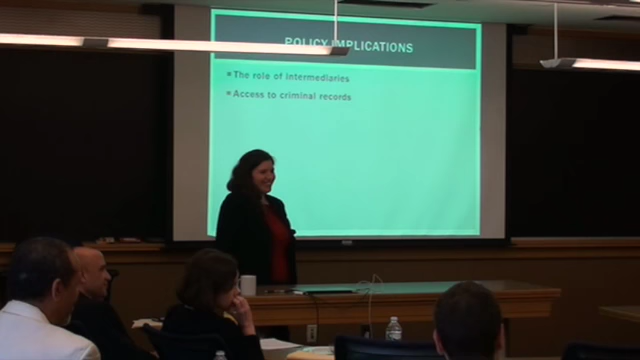 POLICY IMPLICATIONS
The role of intermediaries
Access to criminal records